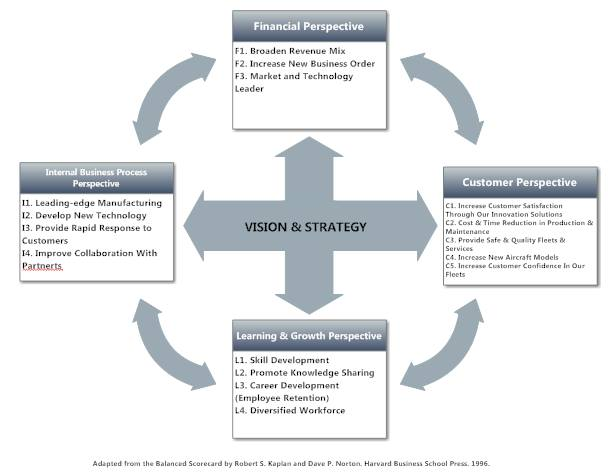 Financial Perspective
F1. Broaden Revenue Mix
F2. Increase New Business Order
F3. Market and Technology
Leader
Internal Business Process
Perspective
I1. Leading-edge Manufacturing
I2. Develop New Technology
I3. Provide Rapid Response to
Customers
I4. Improve Collaboration With
Partnerts
VISION & STRATEGY
Customer Perspective
C1. Increase Customer Satisfaction
Through Our Innovation Solutions
C2. Cost & Time Reduction in Production &
Maintenance
C3. Provide Safe & Quality Fleets &
Services
C4. Increase New Aircraft Models
C5. Increase Customer Confidence In Our
Fleets
Learning & Growth Perspective
L1. Skill Development
L2. Promote Knowledge Sharing
L3. Career Development
(Employee Retention)
L4. Diversified Workforce
Adapted from the Balanced Scorecard by Robert S. Kaplan and Dave P. Norton. Harvard Business School Press. 1996.